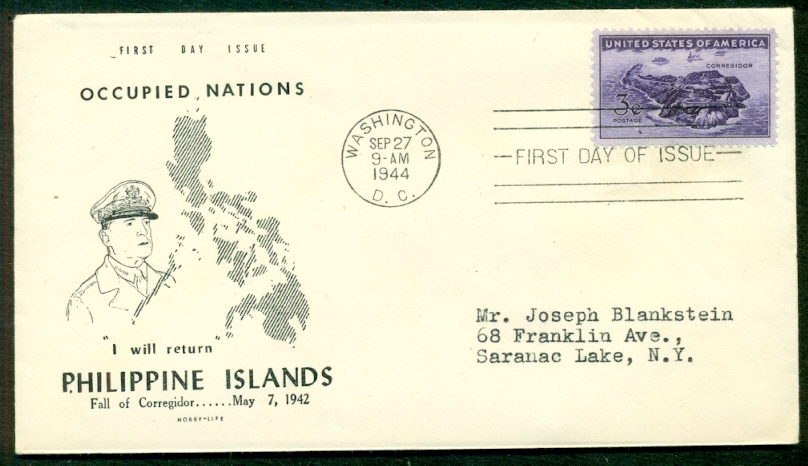 FIRST DAY ISSUE
OCCUPIED NATIONS
"I will return"
PHILIPPINE ISLANDS
Fall of Corregidor......May 7, 1942
HOBBY-LIFE
WASHINGTON
SEP 27
9-AM
1944
D. C.
UNITED STATES OF AMERICA
CORREGIDOR
3¢
POSTAGE
FIRST DAY OF ISSUE
Mr. Joseph Blankstein
68 Franklin Ave.,
Saranac Lake, N.Y.